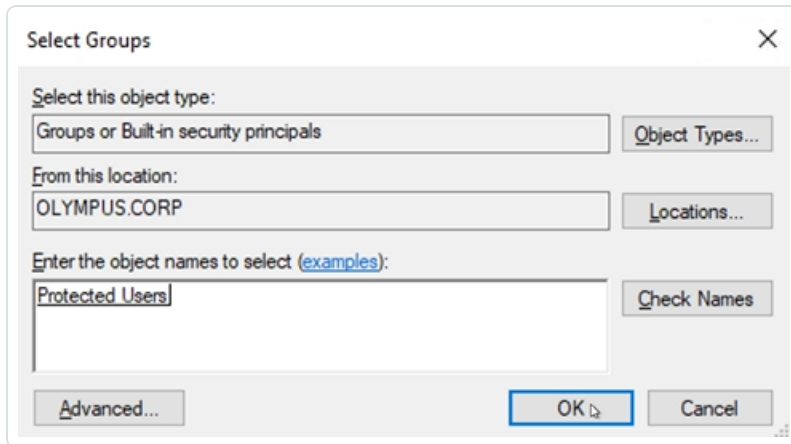 Select Groups
Select this object type:
Groups or Built-in security principals
Object Types...
From this location:
OLYMPUS.CORP
Locations...
Enter the object names to select (examples):
Protected Users
Check Names
Advanced...
OK
Cancel